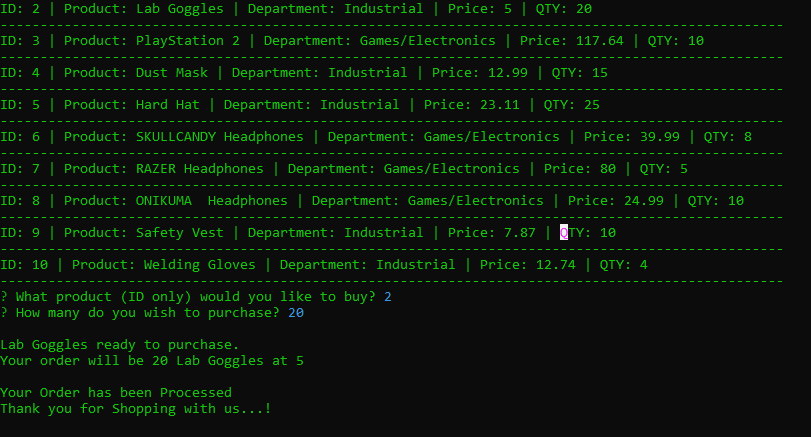 ID: 2 | Product: Lab Goggles | Department: Industrial | Price: 5 | QTY: 20
--------------------------------------------------------------------------------------------------
ID: 3 | Product: PlayStation 2 | Department: Games/Electronics | Price: 117.64 | QTY: 10
--------------------------------------------------------------------------------------------------
ID: 4 | Product: Dust Mask | Department: Industrial | Price: 12.99 | QTY: 15
--------------------------------------------------------------------------------------------------
ID: 5 | Product: Hard Hat | Department: Industrial | Price: 23.11 | QTY: 25
--------------------------------------------------------------------------------------------------
ID: 6 | Product: SKULLCANDY Headphones | Department: Games/Electronics | Price: 39.99 | QTY: 8
--------------------------------------------------------------------------------------------------
ID: 7 | Product: RAZER Headphones | Department: Games/Electronics | Price: 80 | QTY: 5
--------------------------------------------------------------------------------------------------
ID: 8 | Product: ONIKUMA  Headphones | Department: Games/Electronics | Price: 24.99 | QTY: 10
--------------------------------------------------------------------------------------------------
ID: 9 | Product: Safety Vest | Department: Industrial | Price: 7.87 | QTY: 10
--------------------------------------------------------------------------------------------------
ID: 10 | Product: Welding Gloves | Department: Industrial | Price: 12.74 | QTY: 4
--------------------------------------------------------------------------------------------------
? What product (ID only) would you like to buy? 2
? How many do you wish to purchase? 20
Lab Goggles ready to purchase.
Your order will be 20 Lab Goggles at 5
Your Order has been Processed
Thank you for Shopping with us...!